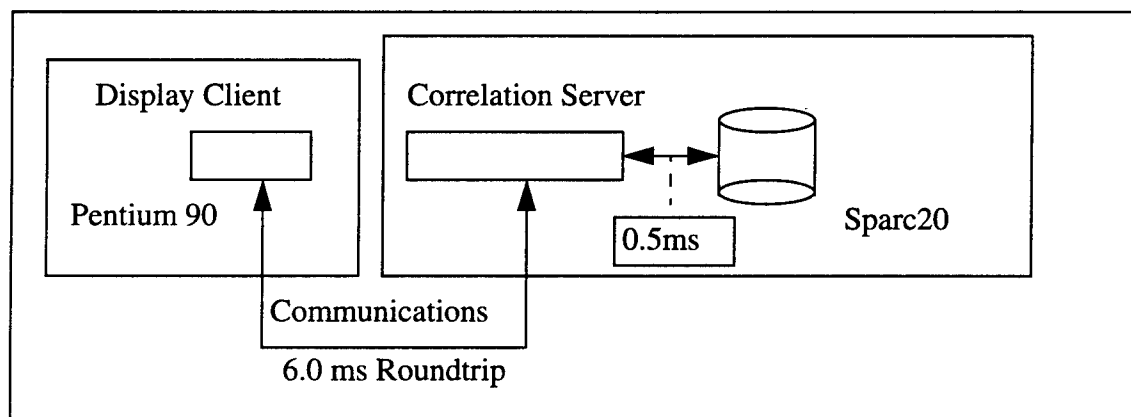 Display Client
Correlation Server
Pentium 90
0.5ms
Sparc20
Communications
6.0 ms Roundtrip